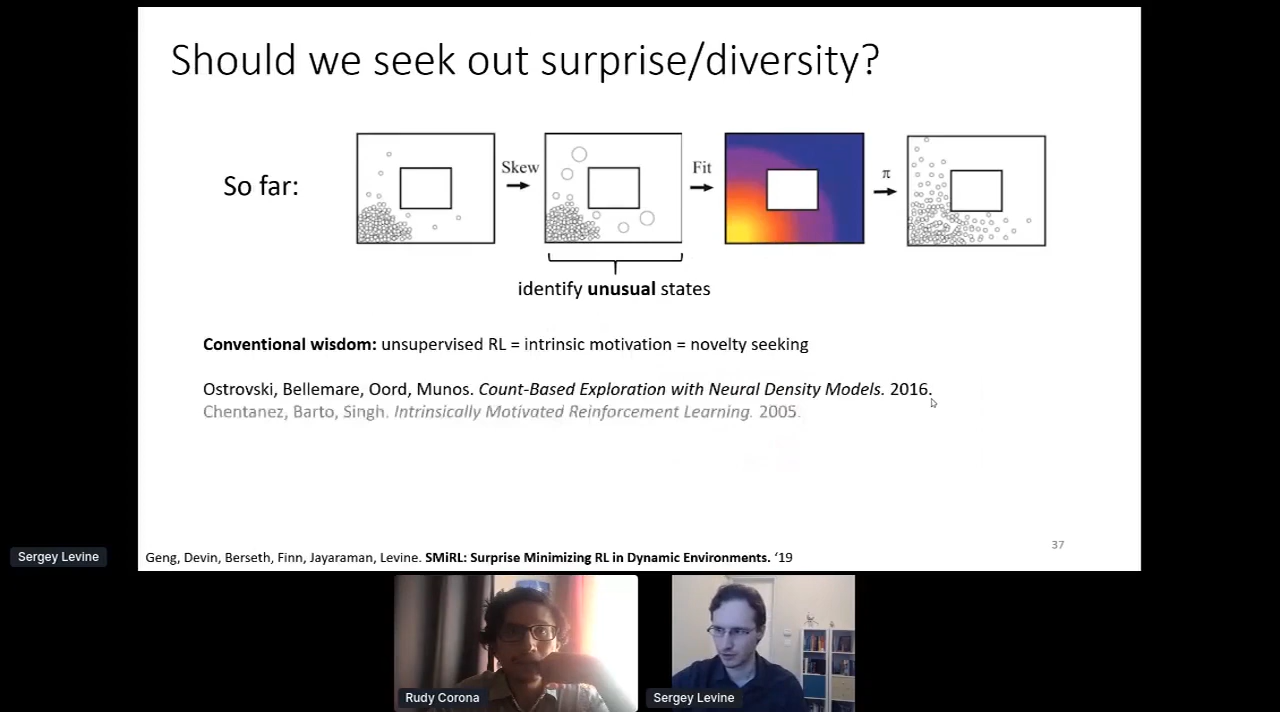 Should we seek out surprise/diversity?
So far:
Skew
Fit
π
identify unusual states
Conventional wisdom: unsupervised RL = intrinsic motivation = novelty seeking
Ostrovski, Bellemare, Oord, Munos. Count-Based Exploration with Neural Density Models. 2016.
Chentanez, Barto, Singh. Intrinsically Motivated Reinforcement Learning. 2005.
37
Geng, Devin, Berseth, Finn, Jayaraman, Levine. SMiRL: Surprise Minimizing RL in Dynamic Environments. ‘19
Sergey Levine
Rudy Corona
Sergey Levine